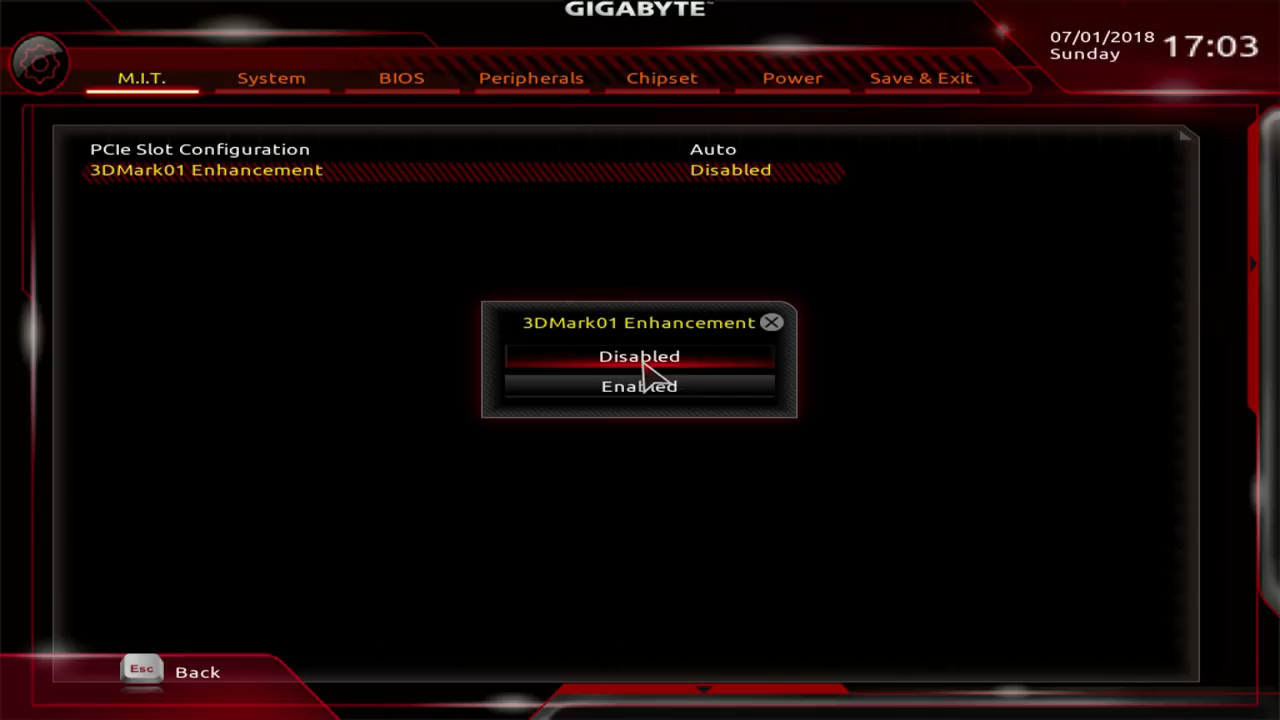 GIGABYTE™
07/01/2018
Sunday
17:03
M.I.T. System BIOS Peripherals Chipset Power Save & Exit
PCIe Slot Configuration Auto
3DMark01 Enhancement Disabled
3DMark01 Enhancement
Disabled
Enabled
Esc Back